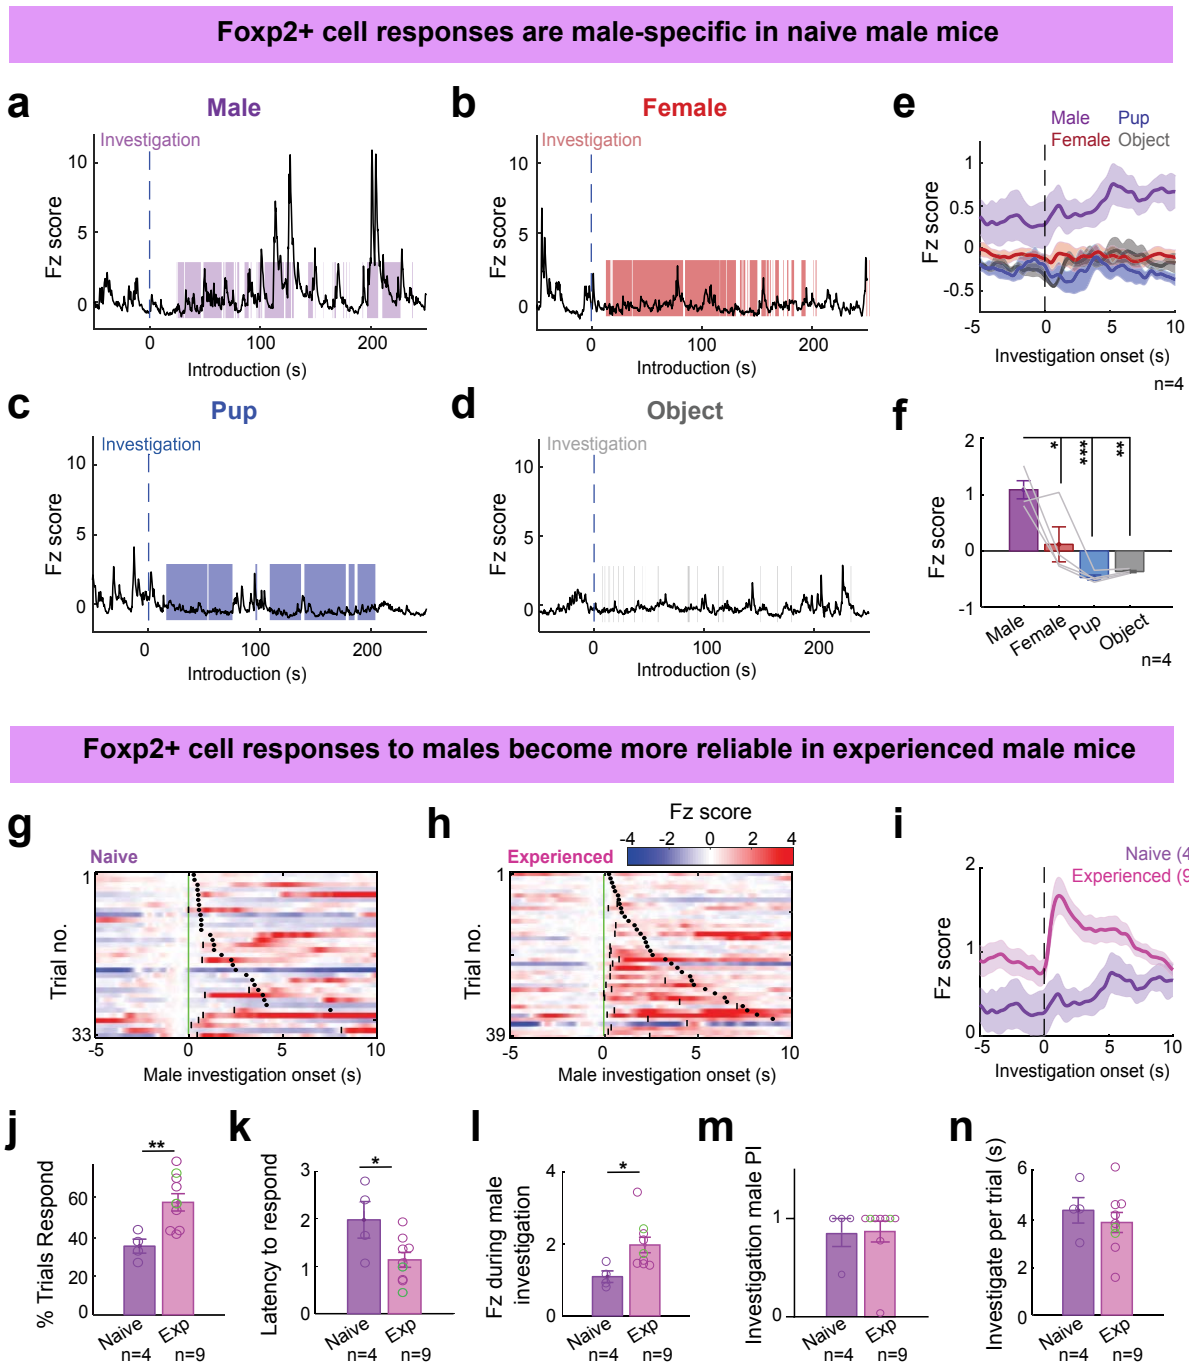 Foxp2+ cell responses are male-specific in naive male mice
a
Male
Investigation
10
5
0
Fz score
0
100
200
Introduction (s)
b
Female
Investigation
10
5
0
Fz score
0
100
200
Introduction (s)
e
Male
Pup
Female
Object
1
0.5
0
-0.5
Fz score
-5
0
5
10
Investigation onset (s)
n=4
c
Pup
Investigation
10
5
0
Fz score
0
100
200
Introduction (s)
d
Object
Investigation
10
5
0
Fz score
0
100
200
Introduction (s)
f
2
1
0
-1
Fz score
*
***
**
Male
Female
Pup
Object
n=4
Foxp2+ cell responses to males become more reliable in experienced male mice
g
Naive
1
33
Trial no.
-5
0
5
10
Male investigation onset (s)
h
Fz score
-4
-2
0
2
4
Experienced
1
39
Trial no.
-5
0
5
10
Male investigation onset (s)
i
Naive (4
Experienced (9
2
1
0
Fz score
-5
0
5
10
Investigation onset (s)
j
**
60
40
20
0
% Trials Respond
Naive
Exp
n=4
n=9
k
*
3
2
1
0
Latency to respond
Naive
Exp
n=4
n=9
l
*
4
2
0
Fz during male
investigation
Naive
Exp
n=4
n=9
m
1
0
Investigation male PI
Naive
Exp
n=4
n=9
n
6
4
2
0
Investigate per trial (s)
Naive
Exp
n=4
n=9